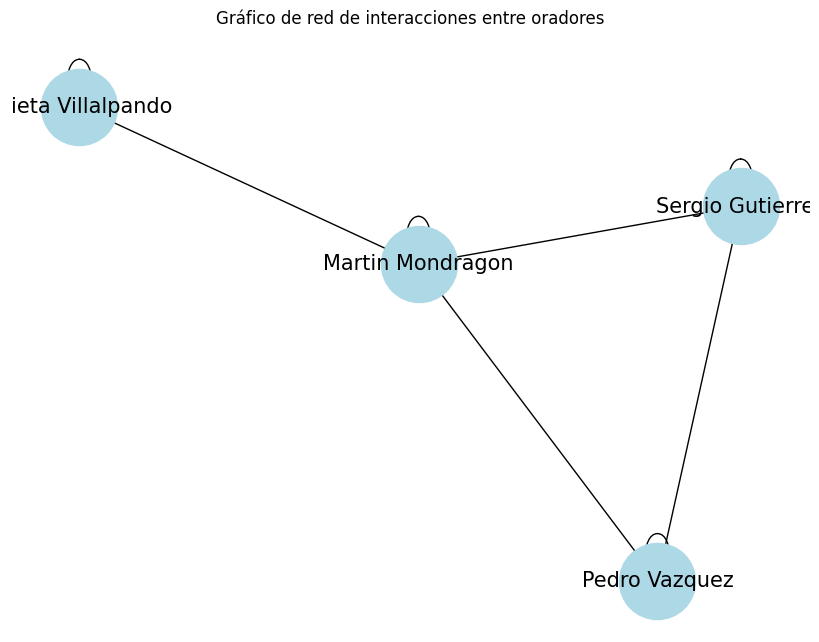 Gráfico de red de interacciones entre oradores
ieta Villalpando
Sergio Gutierre
Martin Mondragon
Pedro Vazquez